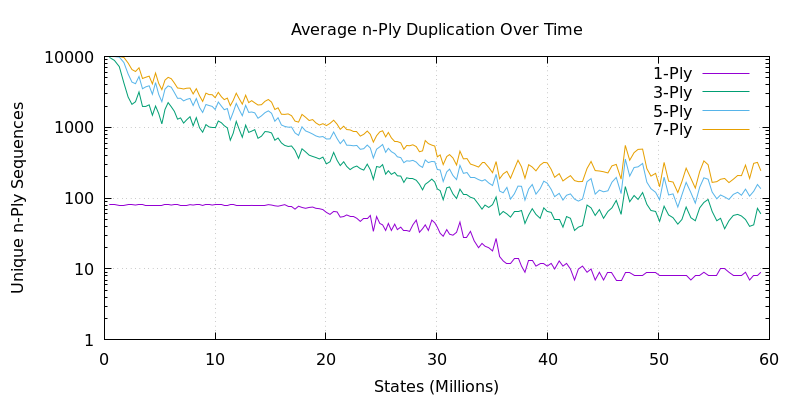 Average n-Ply Duplication Over Time
Unique n-Ply Sequences
10000
1000
100
10
1
1-Ply
3-Ply
5-Ply
7-Ply
0 10 20 30 40 50 60
States (Millions)